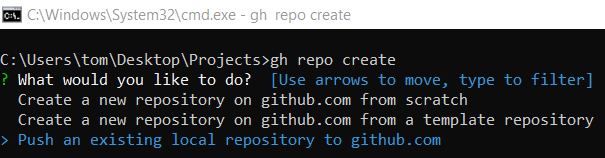 C:\Windows\System32\cmd.exe - gh  repo create
C:\Users\tom\Desktop\Projects>gh repo create
? What would you like to do?  [Use arrows to move, type to filter]
  Create a new repository on github.com from scratch
  Create a new repository on github.com from a template repository
> Push an existing local repository to github.com